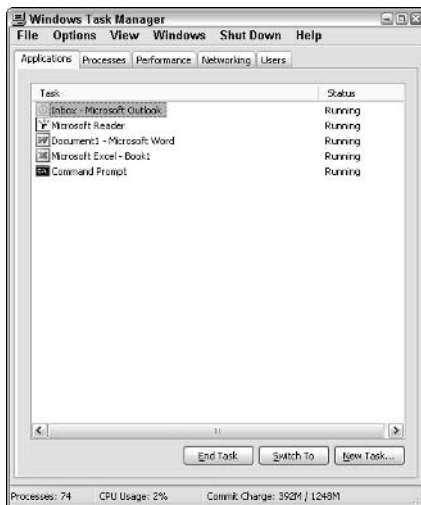 Windows Task Manager
File Options View Windows Shut Down Help
Applications Processes Performance Networking Users
Task Status
Inbox - Microsoft Outlook Running
Microsoft Reader Running
Document1 - Microsoft Word Running
Microsoft Excel - Book1 Running
Command Prompt Running
End Task Switch To New Task...
Processes: 74 CPU Usage: 2% Commit Charge: 392M / 1248M